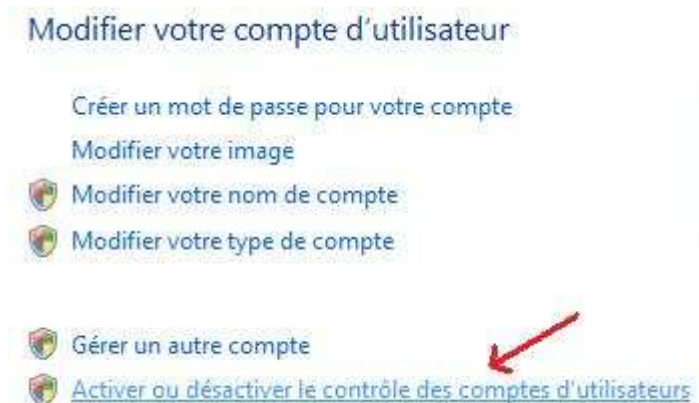 Modifier votre compte d'utilisateur
Créer un mot de passe pour votre compte
Modifier votre image
Modifier votre nom de compte
Modifier votre type de compte
Gérer un autre compte
Activer ou désactiver le contrôle des comptes d'utilisateurs